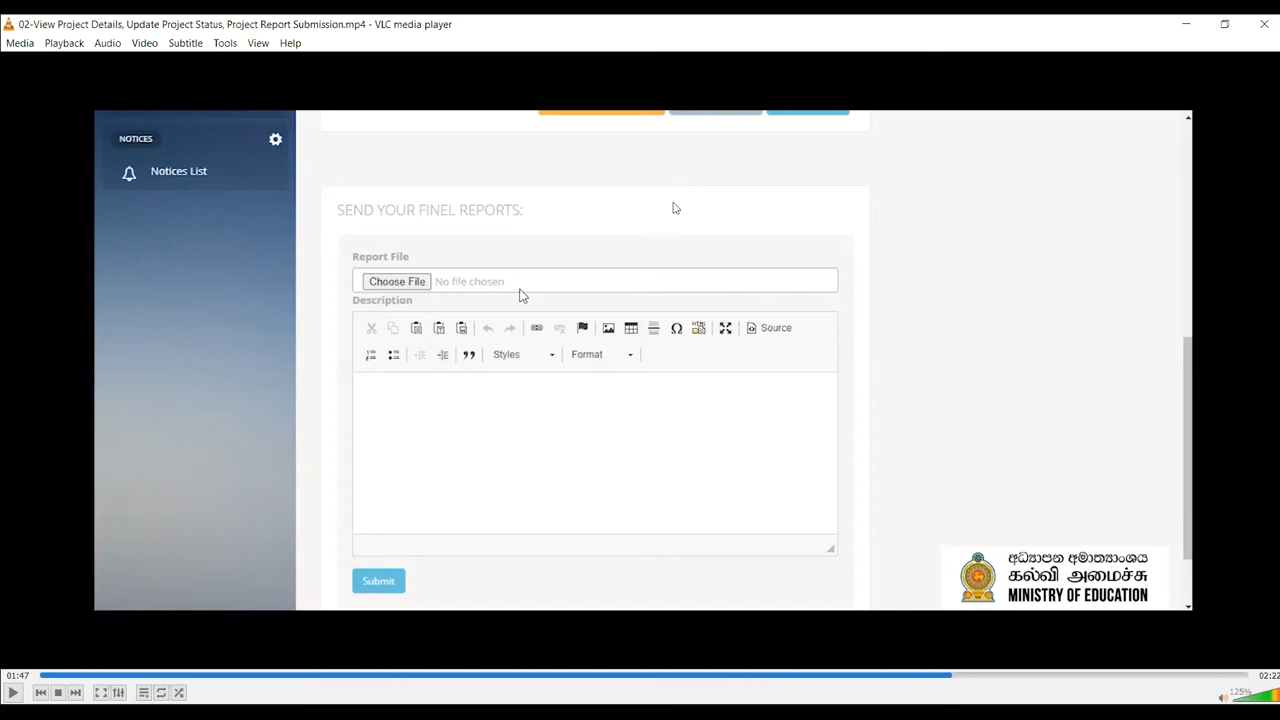 02-View Project Details, Update Project Status, Project Report Submission.mp4 - VLC media player
Media Playback Audio Video Subtitle Tools View Help
NOTICES
Notices List
SEND YOUR FINEL REPORTS:
Report File
Choose File No file chosen
Description
Source
Styles Format
Submit
අධ්‍යාපන අමාත්‍යාංශය
கல்வி அமைச்சு
MINISTRY OF EDUCATION
01:47 02:22
125%